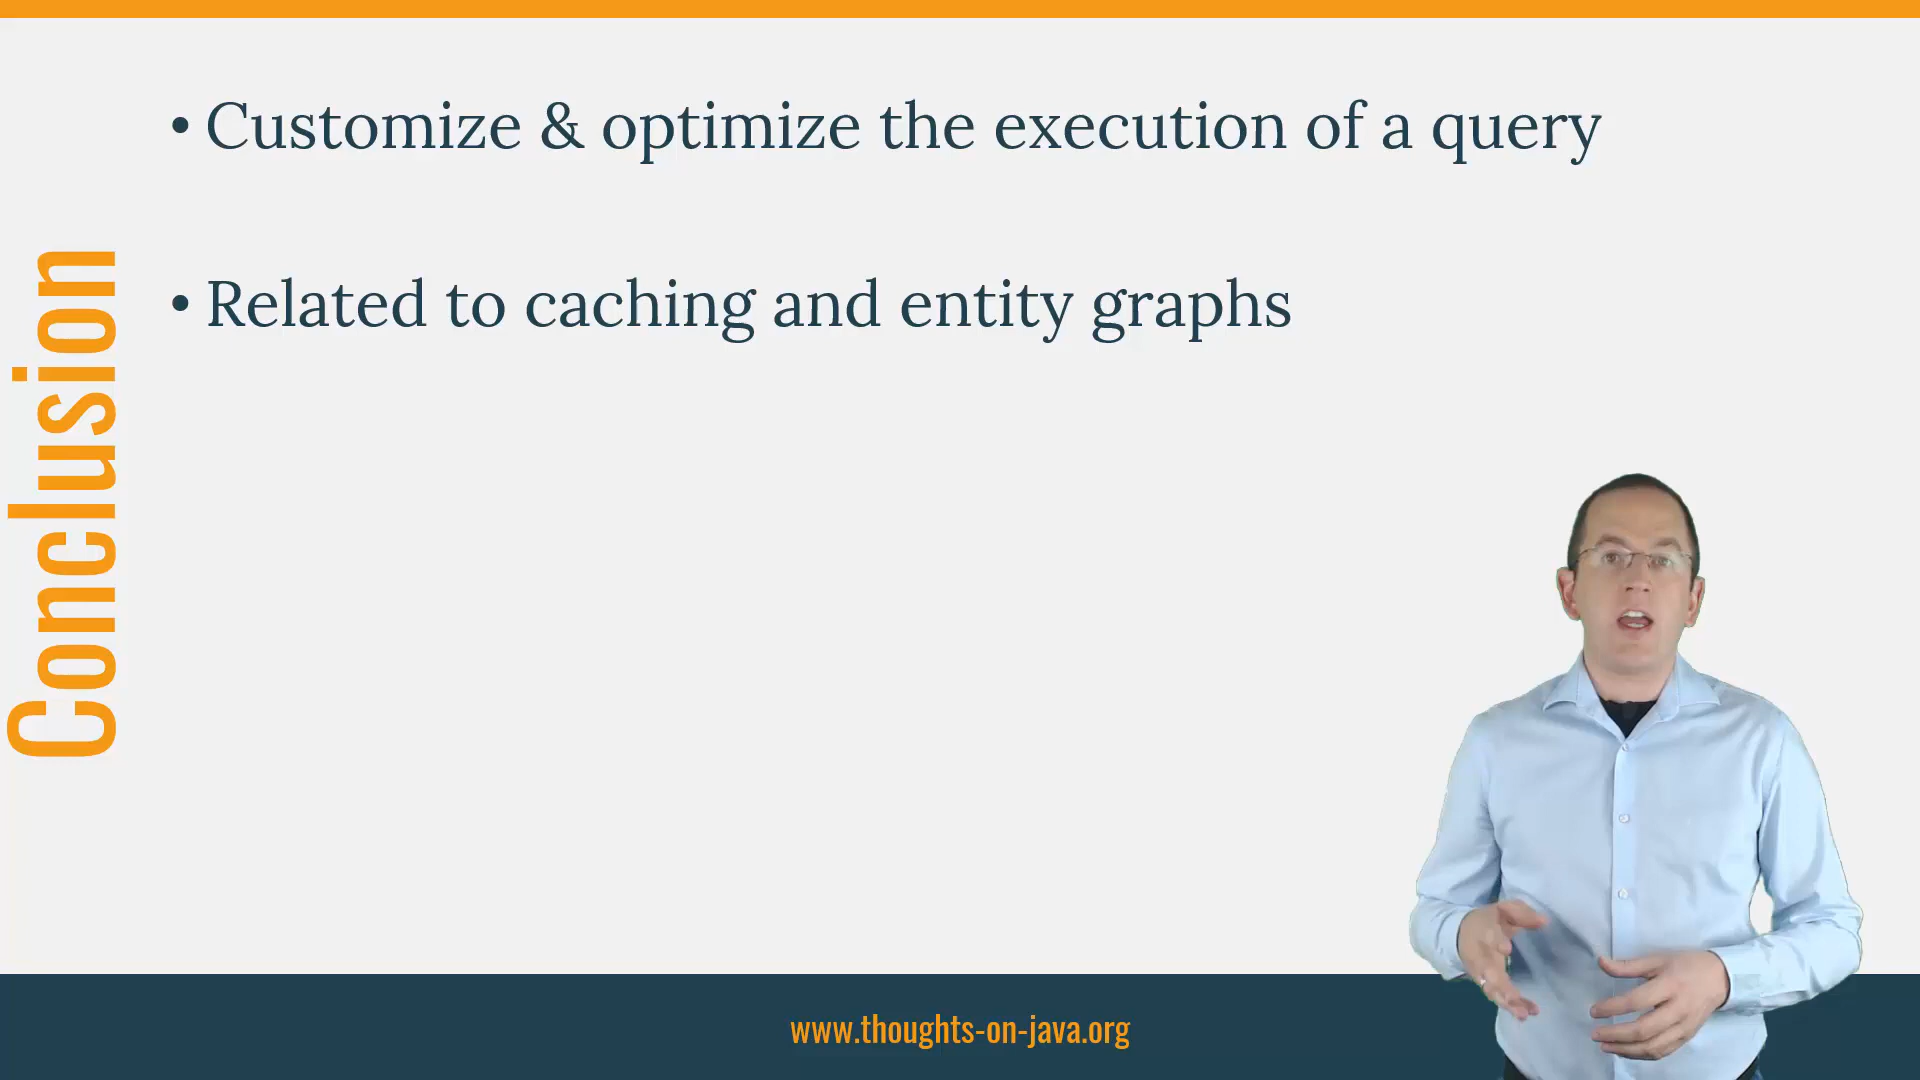 Conclusion
• Customize & optimize the execution of a query
• Related to caching and entity graphs
www.thoughts-on-java.org